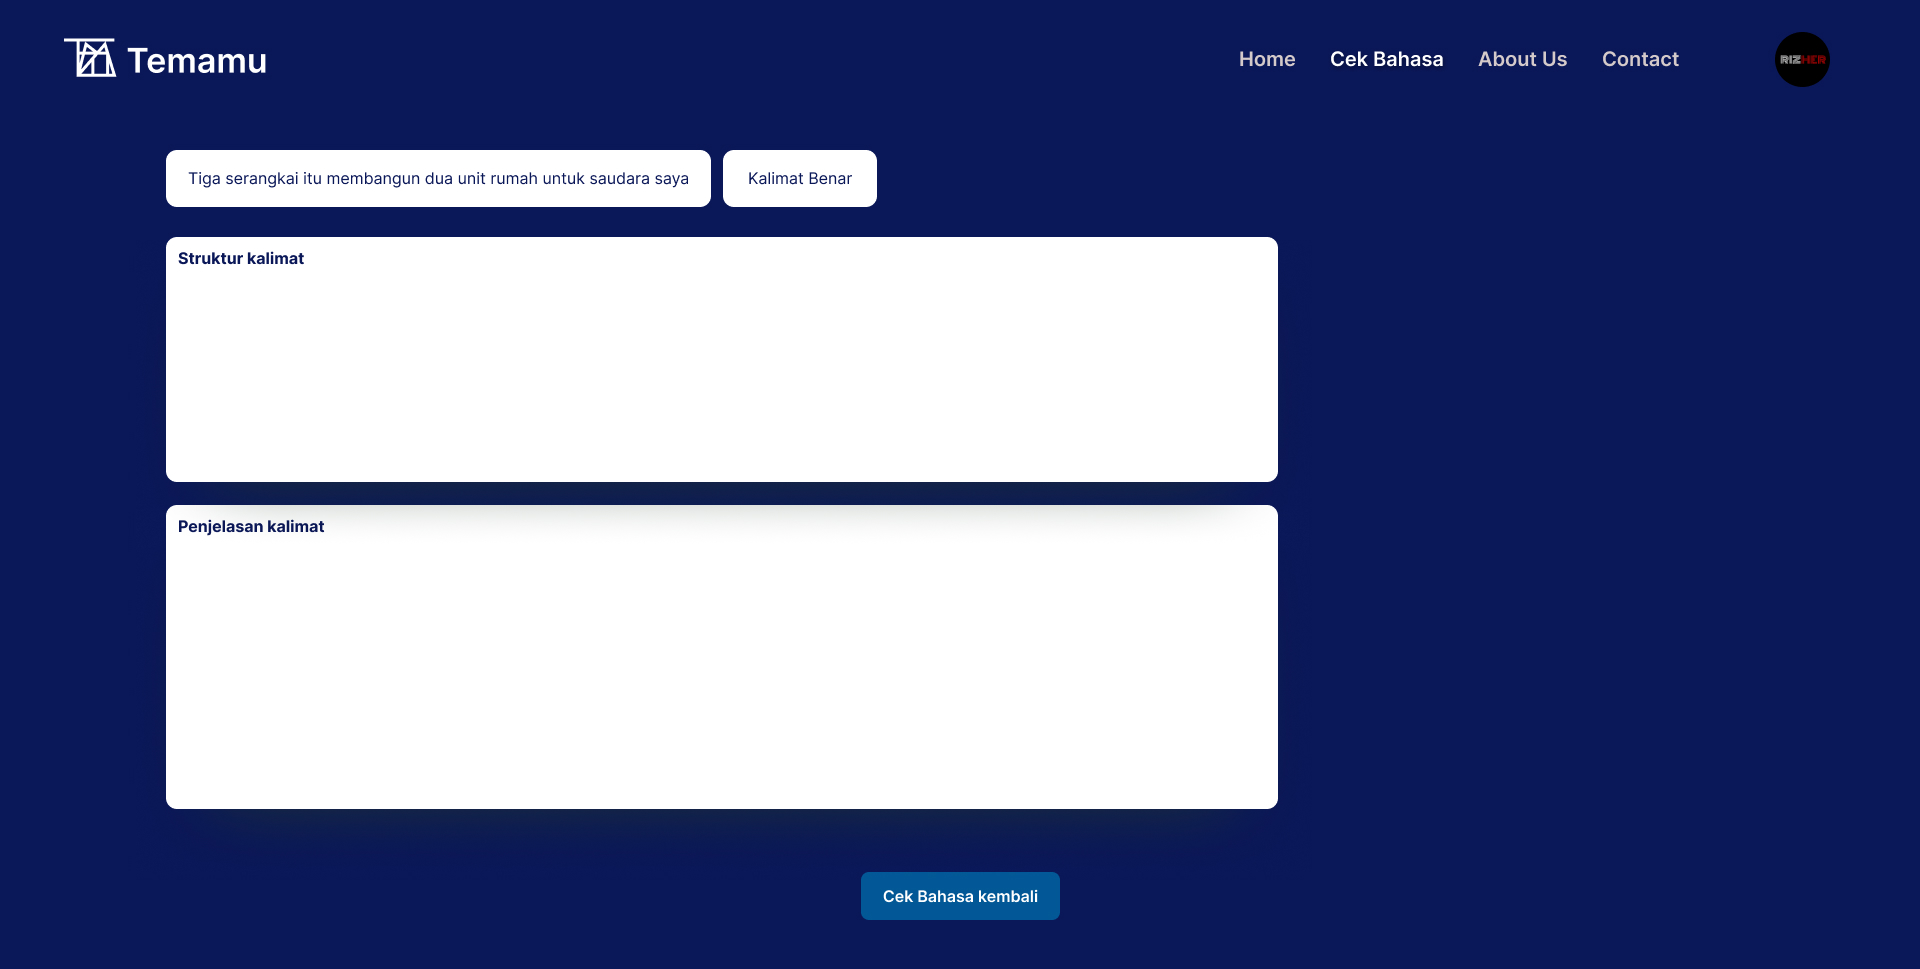 Temamu
Home Cek Bahasa About Us Contact
RIZHER
Tiga serangkai itu membangun dua unit rumah untuk saudara saya
Kalimat Benar
Struktur kalimat
Penjelasan kalimat
Cek Bahasa kembali